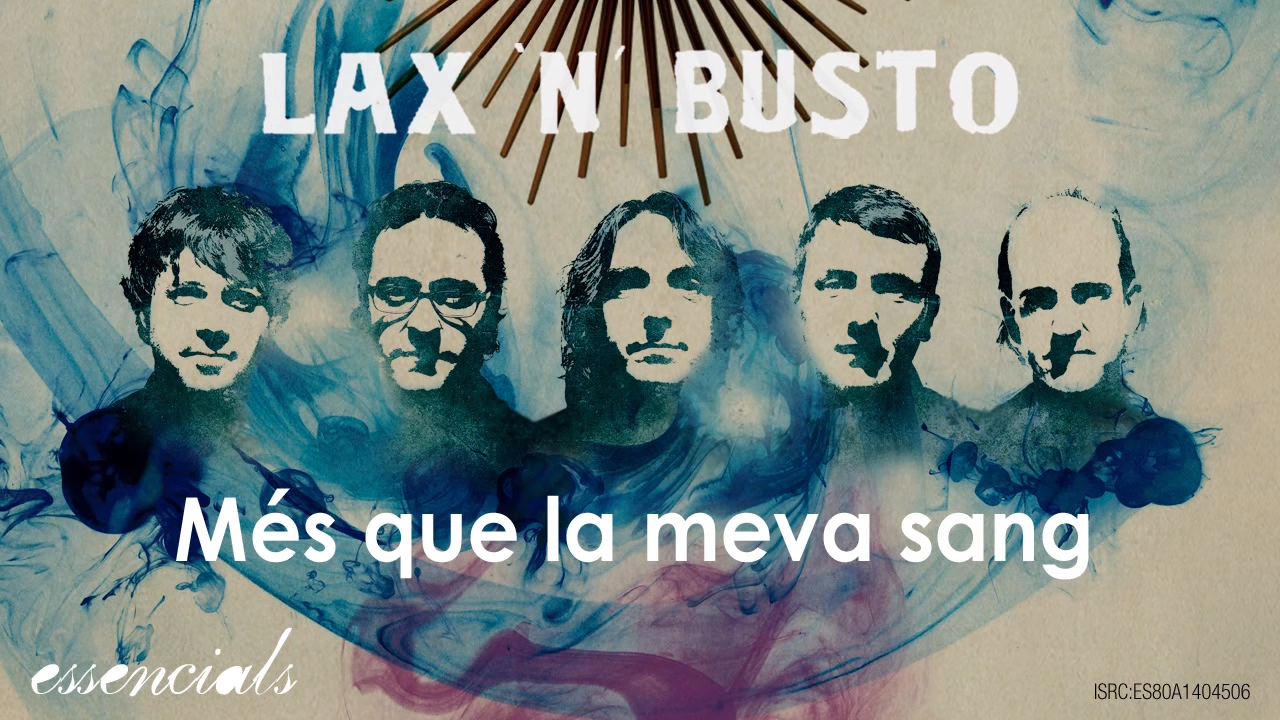 LAX 'N' BUSTO
Més que la meva sang
essencials
ISRC:ES80A1404506